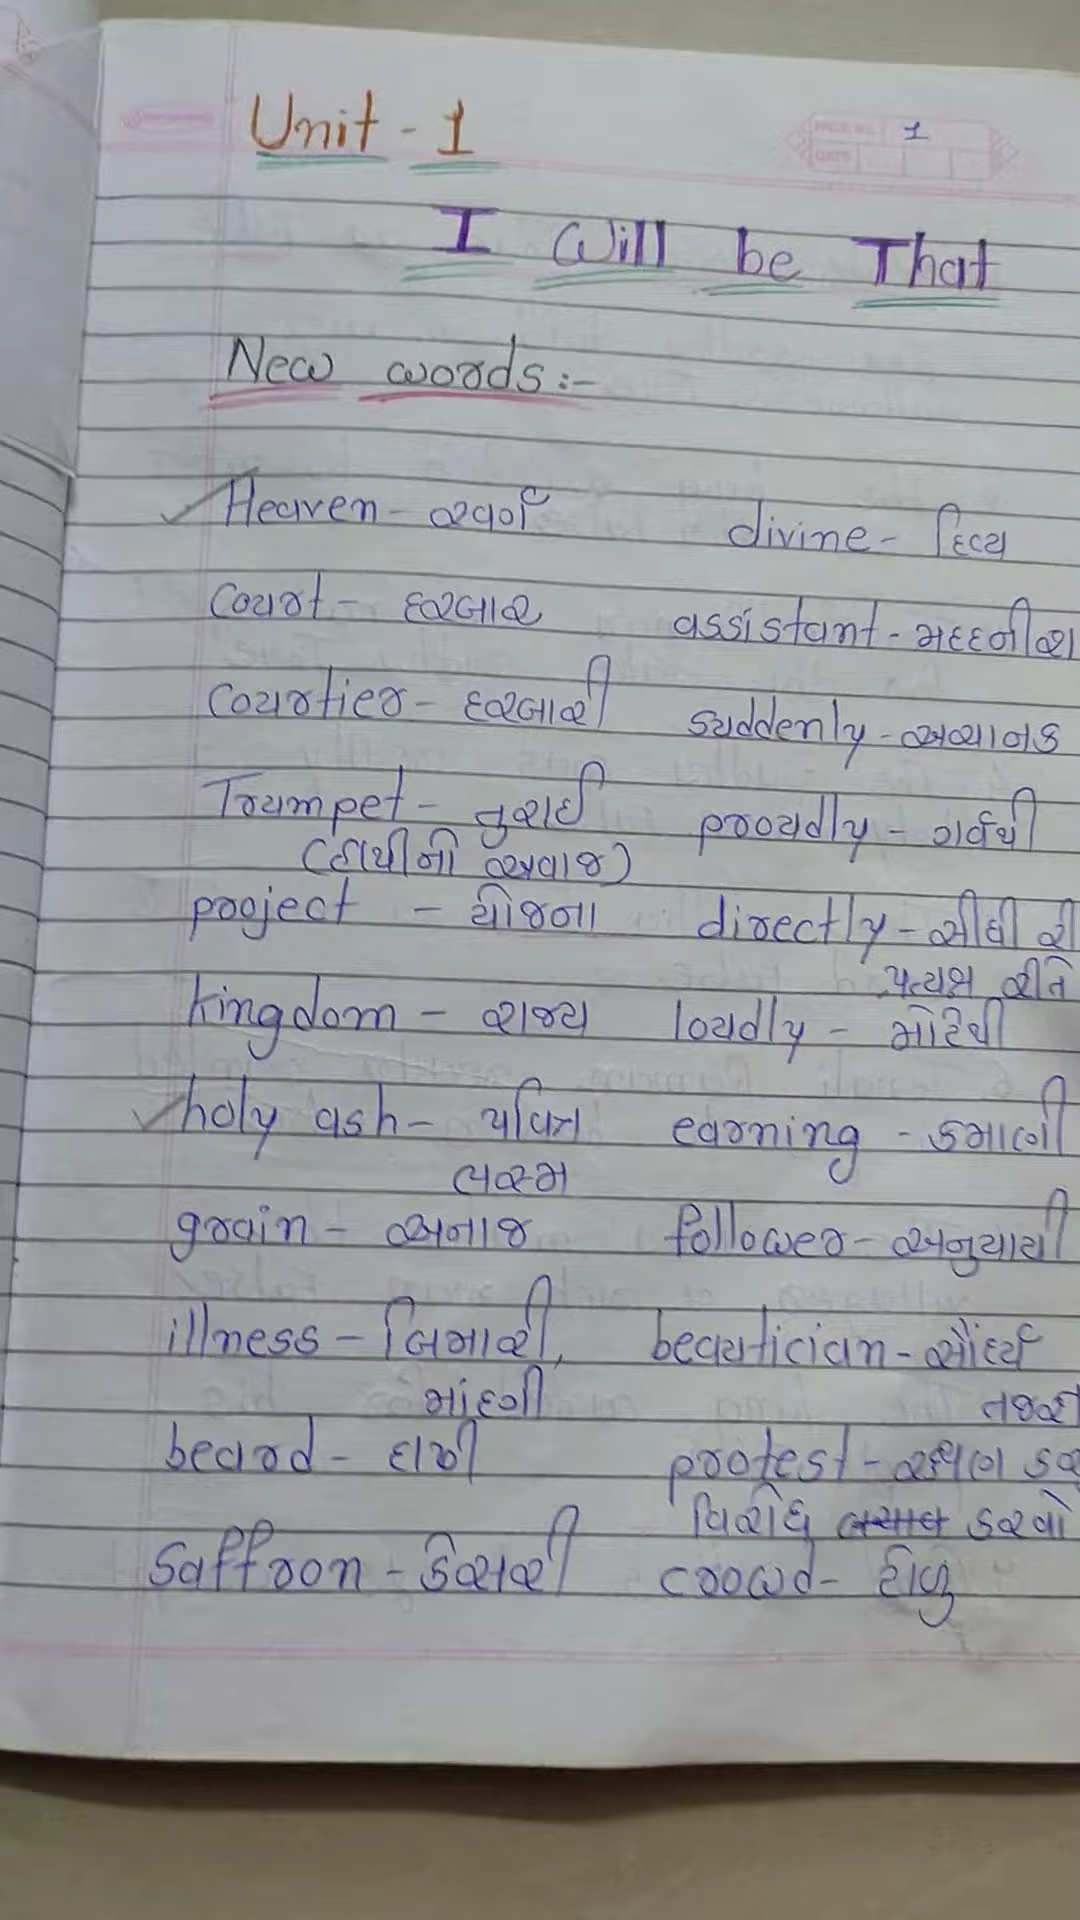 Unit - 1
1
I Will be That
New words:-
Heaven - સ્વર્ગ divine - દિવ્ય
court - દરબાર assistant - મદદનીશ
courtier - દરબારી suddenly - અચાનક
Trumpet - તુરાઈ proudly - ગર્વથી
(હાથીનો અવાજ)
project - યોજના directly - સીધી રી
પ્રત્યક્ષ રીતે
kingdom - રાજ્ય loudly - મોટેથી
holy ash - પવિત્ર earning - કમાણી
ભસ્મ
grain - અનાજ follower - અનુયાયી
illness - બિમારી, beautician - સૌંદર્ય
માંદગી
beard - દાઢી protest -
વિરોધ કરવો
saffron - કેસરી crowd - ટોળુ